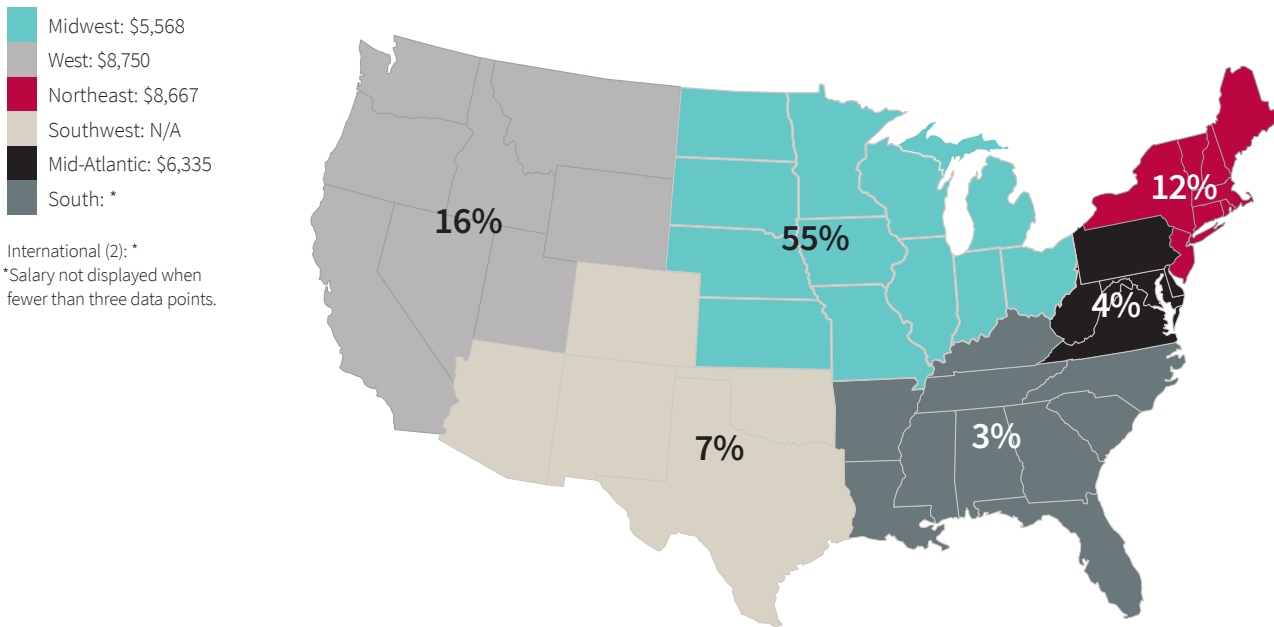 Midwest: $5,568
West: $8,750
Northeast: $8,667
Southwest: N/A
Mid-Atlantic: $6,335
South: *
International (2): *
*Salary not displayed when
fewer than three data points.
12%
16%
55%
4%
3%
7%